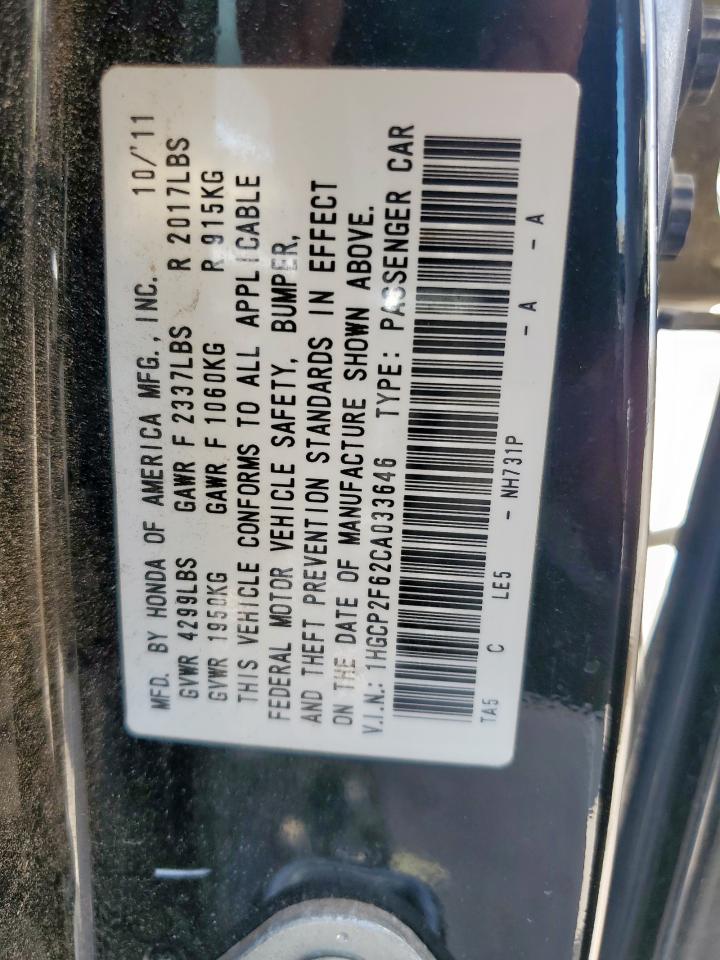 MFD. BY HONDA OF AMERICA MFG., INC. 10/'11
GVWR 4299LBS GAWR F 2337LBS R 2017LBS
GVWR 1950KG GAWR F 1060KG R 915KG
THIS VEHICLE CONFORMS TO ALL APPLICABLE
FEDERAL MOTOR VEHICLE SAFETY, BUMPER,
AND THEFT PREVENTION STANDARDS IN EFFECT
ON THE DATE OF MANUFACTURE SHOWN ABOVE.
V.I.N.: 1HGCP2F62CA033646 TYPE: PASSENGER CAR
TA5 C LE5 - NH731P - A - A